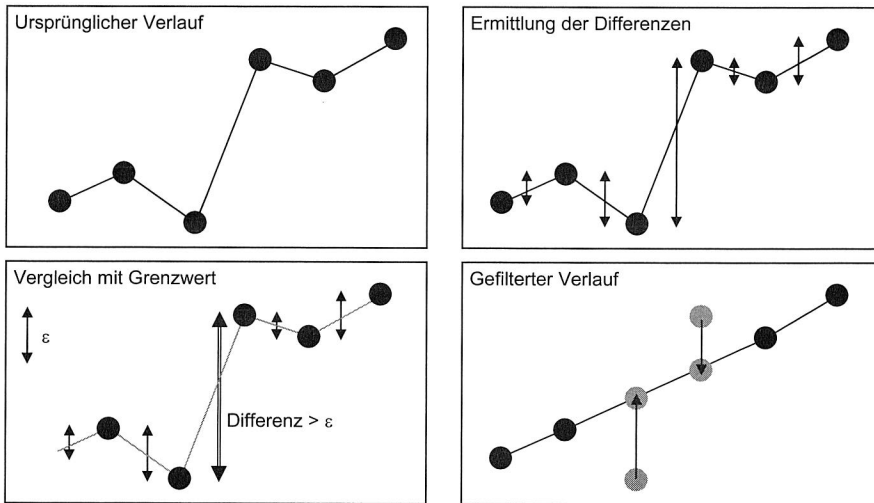 Ursprünglicher Verlauf
Ermittlung der Differenzen
Vergleich mit Grenzwert
ε
Differenz > ε
Gefilterter Verlauf